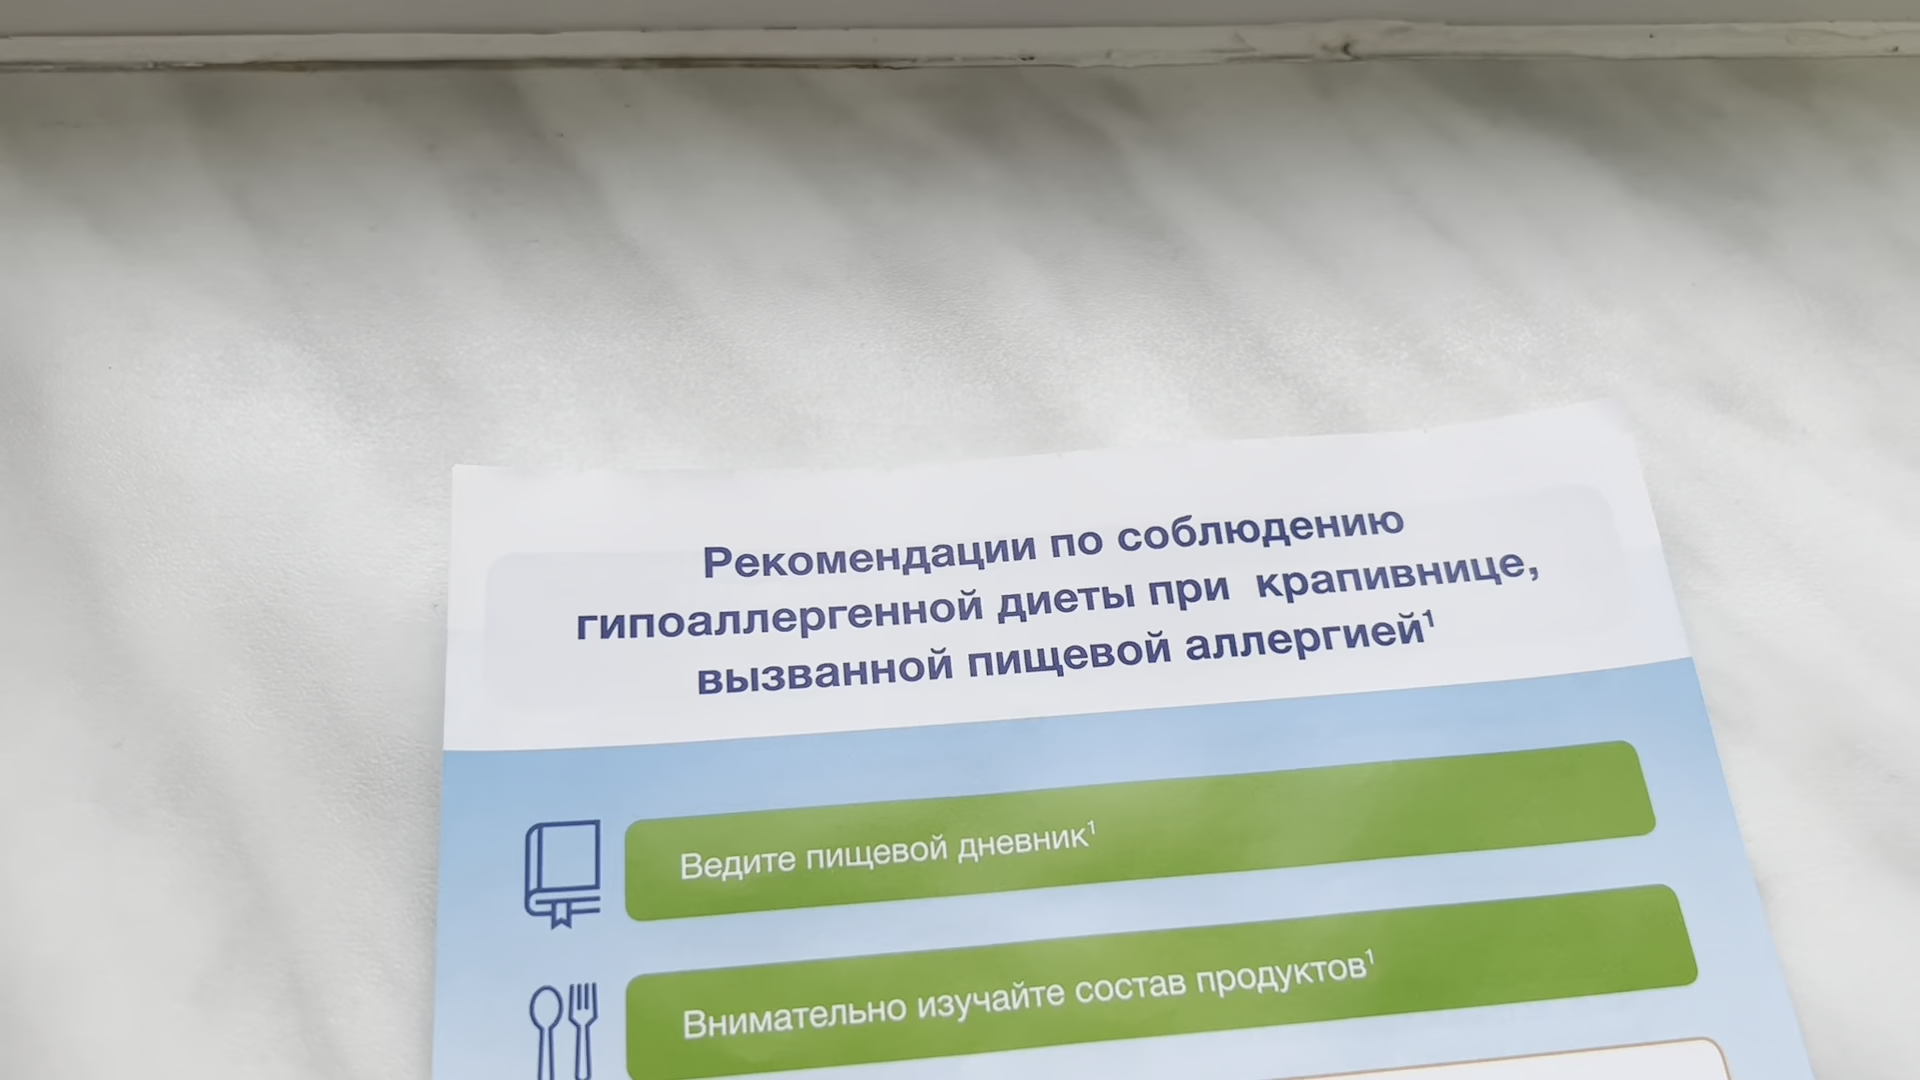 Рекомендации по соблюдению
гипоаллергенной диеты при крапивнице,
вызванной пищевой аллергией¹
Ведите пищевой дневник¹
Внимательно изучайте состав продуктов¹